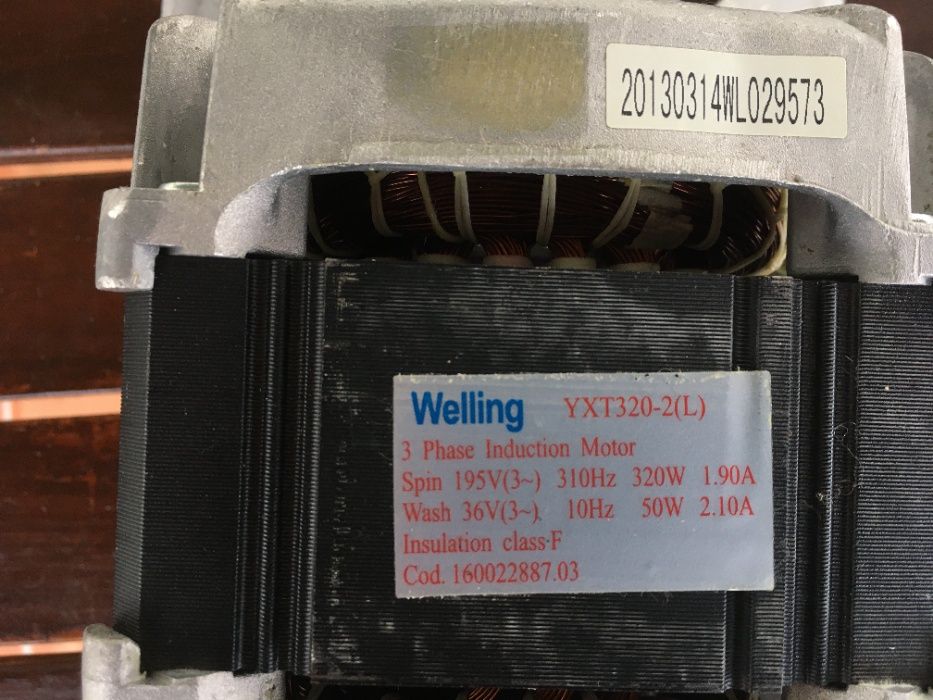 20130314WL029573
Welling YXT320-2(L)
3 Phase Induction Motor
Spin 195V(3~) 310Hz 320W 1.90A
Wash 36V(3~). 10Hz 50W 2.10A
Insulation class-F
Cod. 160022887.03